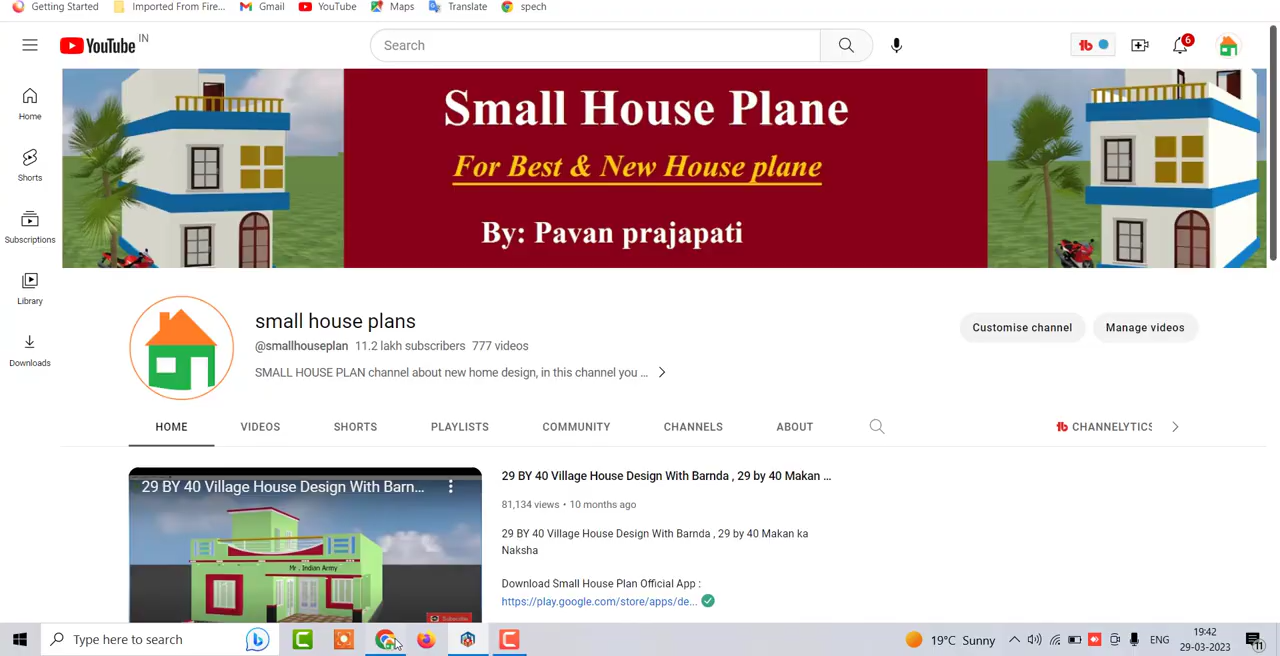 Getting Started Imported From Fire... Gmail YouTube Maps Translate spech
YouTube IN
Search
6
Home
Shorts
Subscriptions
Library
Downloads
Small House Plane
For Best & New House plane
By: Pavan prajapati
small house plans
@smallhouseplan 11.2 lakh subscribers 777 videos
SMALL HOUSE PLAN channel about new home design, in this channel you ...
Customise channel Manage videos
HOME VIDEOS SHORTS PLAYLISTS COMMUNITY CHANNELS ABOUT tb CHANNELYTICS
29 BY 40 Village House Design With Barn...
Mr . Indian Army
Subscribe
29 BY 40 Village House Design With Barnda , 29 by 40 Makan ...
81,134 views • 10 months ago
29 BY 40 Village House Design With Barnda , 29 by 40 Makan ka
Naksha
Download Small House Plan Official App :
https://play.google.com/store/apps/de...
Type here to search
19°C Sunny
ENG
19:42
29-03-2023
11